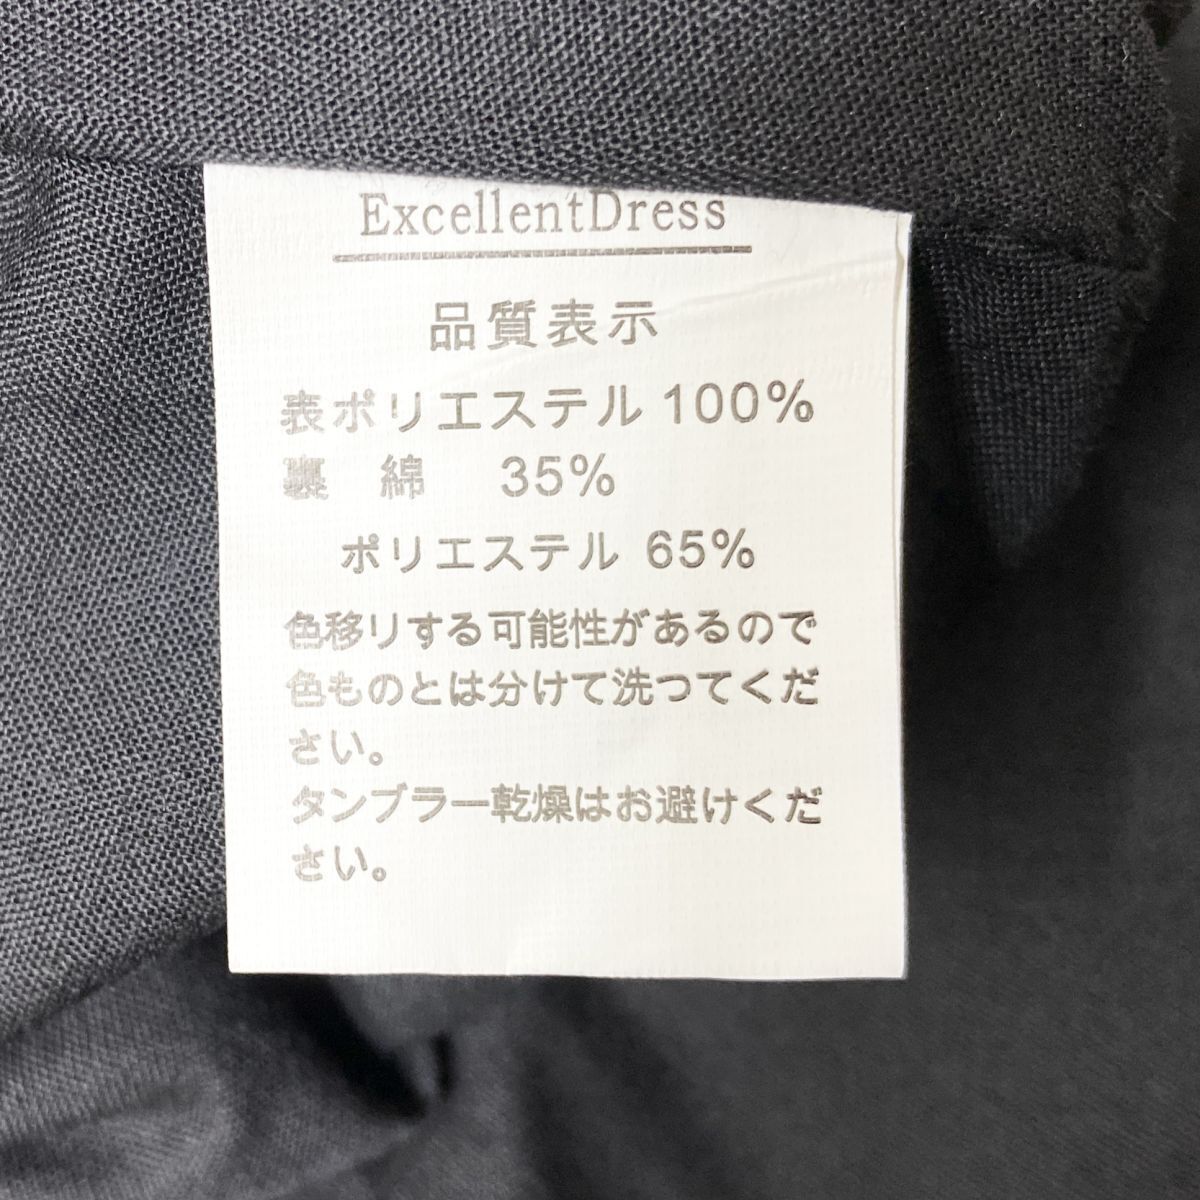 ExcellentDress
品質表示
表ポリエステル 100%
裏 綿 35%
ポリエステル 65%
色移りする可能性があるので
色ものとは分けて洗つてくだ
さい。
タンブラー乾燥はお避けくだ
さい。